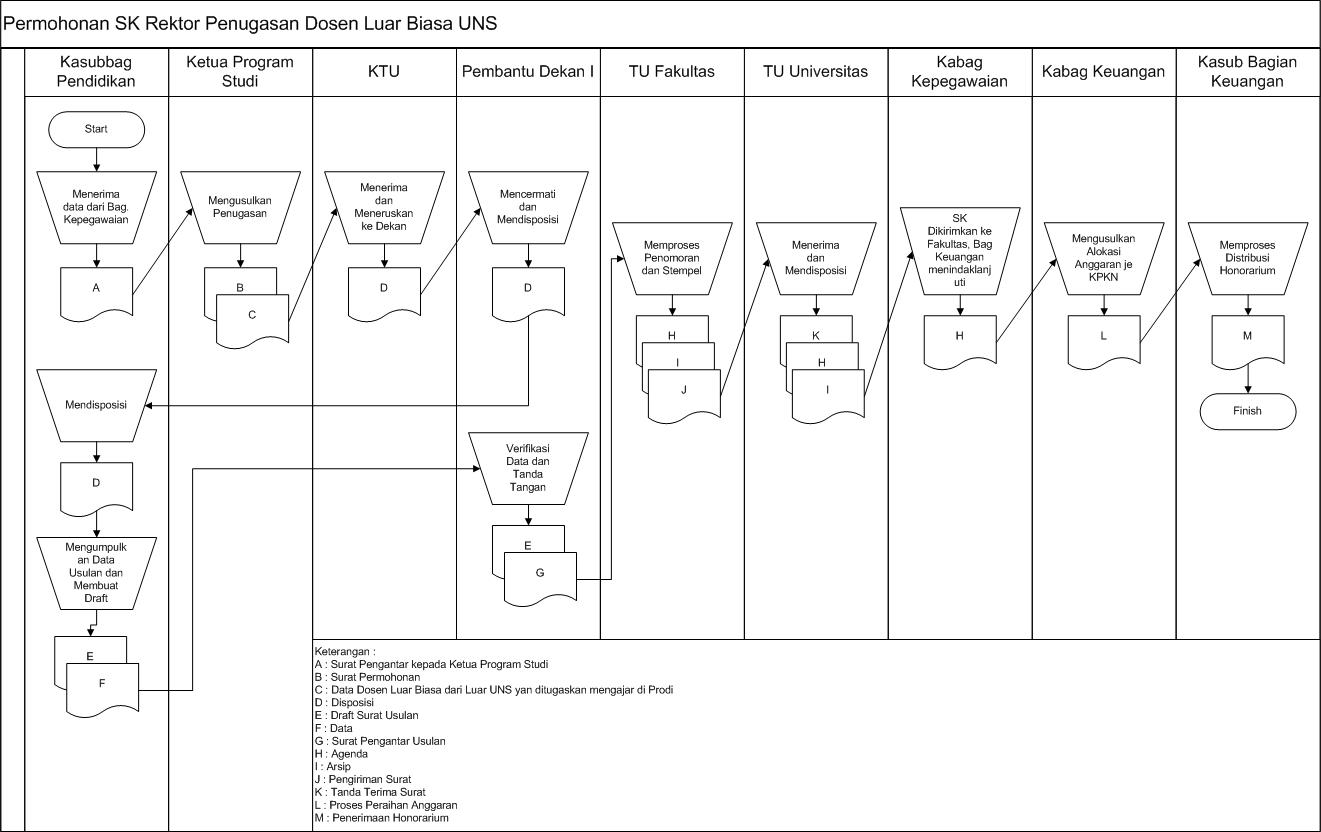 Permohonan SK Rektor Penugasan Dosen Luar Biasa UNS
Kasubbag
Pendidikan
Ketua Program
Studi
KTU
Pembantu Dekan I
TU Fakultas
TU Universitas
Kabag
Kepegawaian
Kabag Keuangan
Kasub Bagian
Keuangan
Start
Menerima
data dari Bag.
Kepegawaian
A
Mengusulkan
Penugasan
B
C
Menerima
dan
Meneruskan
ke Dekan
D
Mencermati
dan
Mendisposisi
D
Mendisposisi
D
Mengumpulk
an Data
Usulan dan
Membuat
Draft
E
F
Verifikasi
Data dan
Tanda
Tangan
E
G
Memproses
Penomoran
dan Stempel
H
I
J
Menerima
dan
Mendisposisi
K
H
I
SK
Dikirimkan ke
Fakultas, Bag
Keuangan
menindaklanj
uti
H
Mengusulkan
Alokasi
Anggaran je
KPKN
L
Memproses
Distribusi
Honorarium
M
Finish
Keterangan :
A : Surat Pengantar kepada Ketua Program Studi
B : Surat Permohonan
C : Data Dosen Luar Biasa dari Luar UNS yan ditugaskan mengajar di Prodi
D : Disposisi
E : Draft Surat Usulan
F : Data
G : Surat Pengantar Usulan
H : Agenda
I : Arsip
J : Pengiriman Surat
K : Tanda Terima Surat
L : Proses Peraihan Anggaran
M : Penerimaan Honorarium